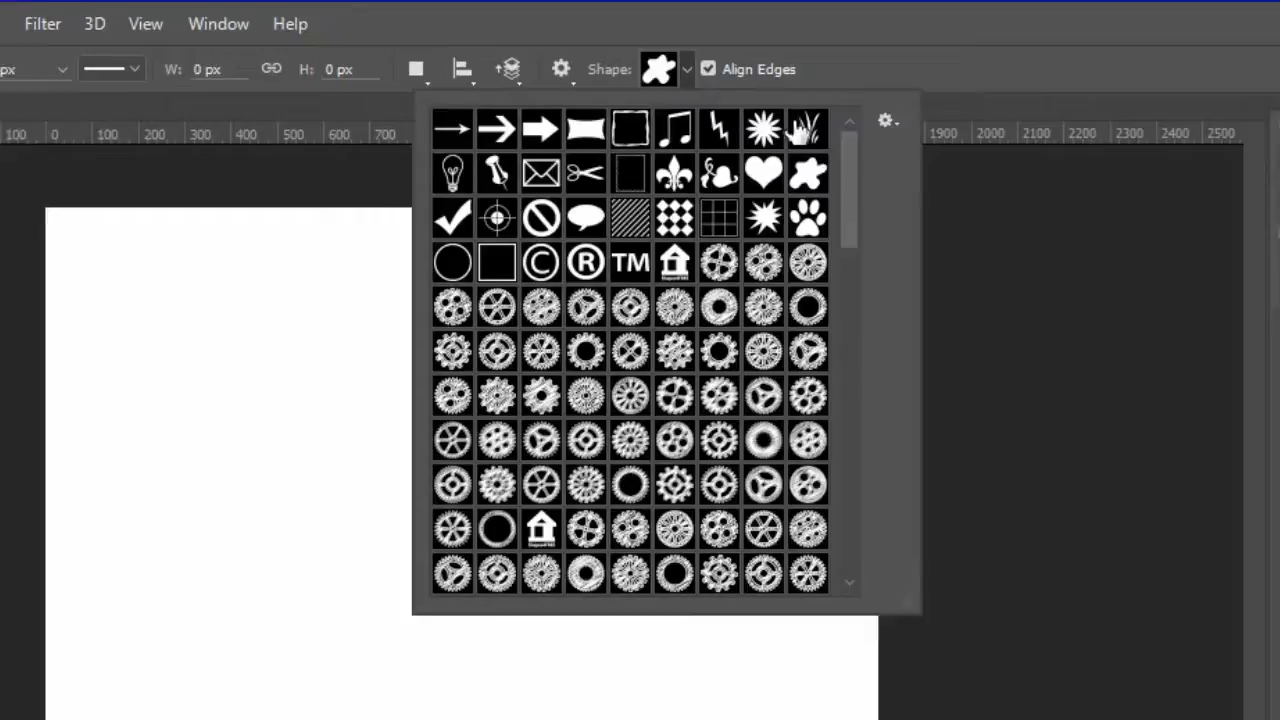 Filter 3D View Window Help
px W: 0 px H: 0 px Shape: Align Edges
100 0 100 200 300 400 500 600 700 1900 2000 2100 2200 2300 2400 2500
© ® TM